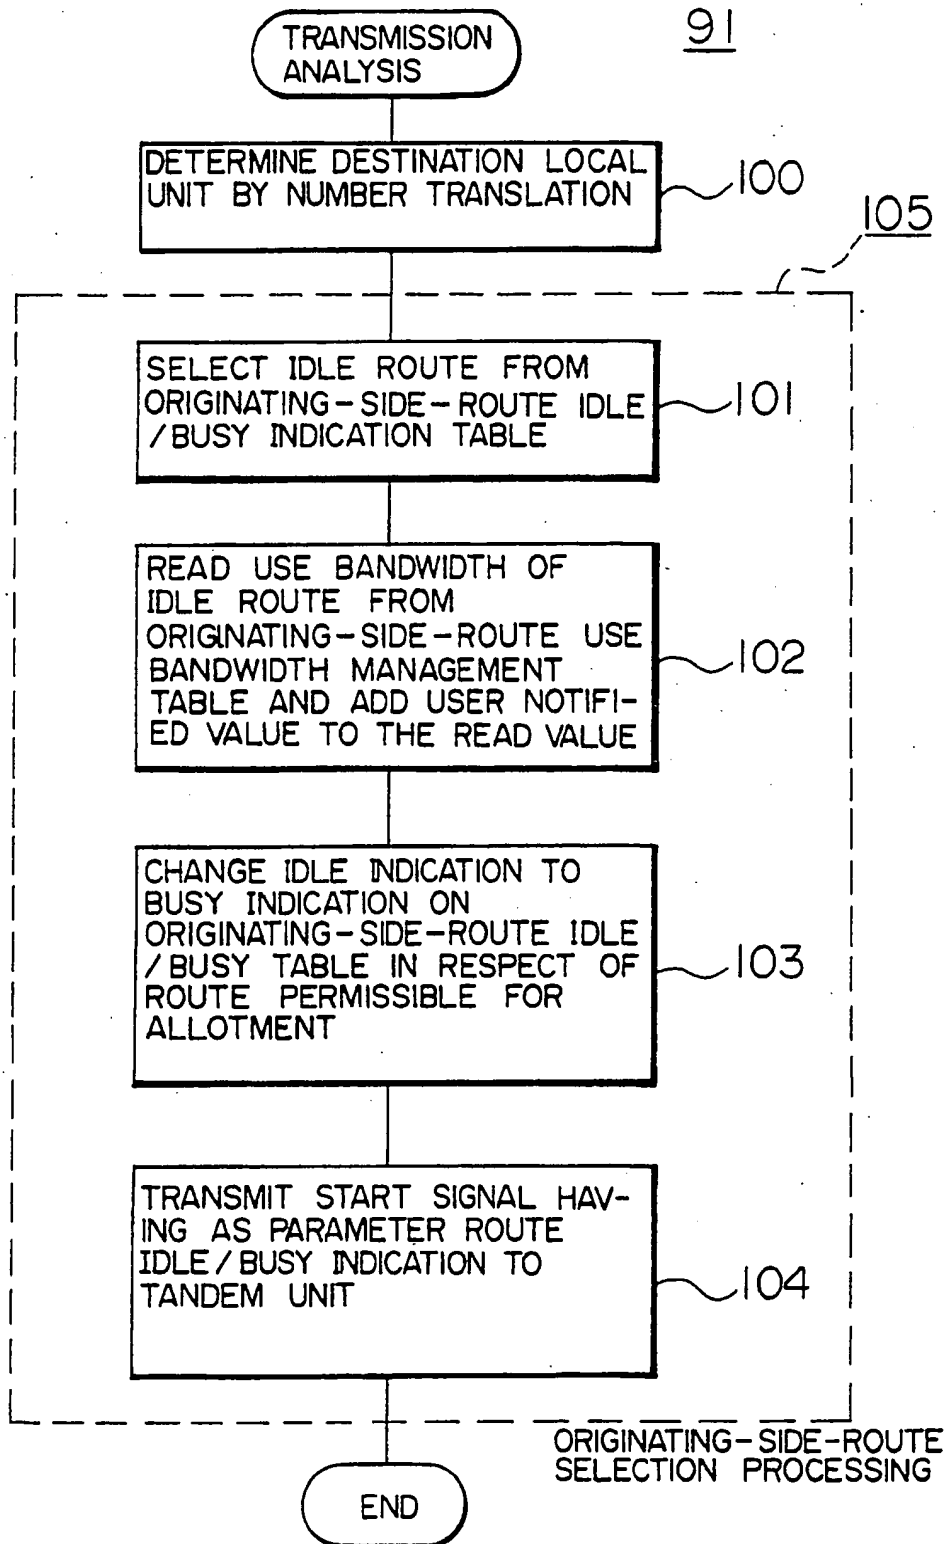 91
TRANSMISSION
ANALYSIS
DETERMINE DESTINATION LOCAL
UNIT BY NUMBER TRANSLATION
100
105
SELECT IDLE ROUTE FROM
ORIGINATING-SIDE-ROUTE IDLE
/BUSY INDICATION TABLE
101
READ USE BANDWIDTH OF
IDLE ROUTE FROM
ORIGINATING-SIDE-ROUTE USE
BANDWIDTH MANAGEMENT
TABLE AND ADD USER NOTIFI-
ED VALUE TO THE READ VALUE
102
CHANGE IDLE INDICATION TO
BUSY INDICATION ON
ORIGINATING-SIDE-ROUTE IDLE
/BUSY TABLE IN RESPECT OF
ROUTE PERMISSIBLE FOR
ALLOTMENT
103
TRANSMIT START SIGNAL HAV-
ING AS PARAMETER ROUTE
IDLE/BUSY INDICATION TO
TANDEM UNIT
104
ORIGINATING-SIDE-ROUTE
SELECTION PROCESSING
END